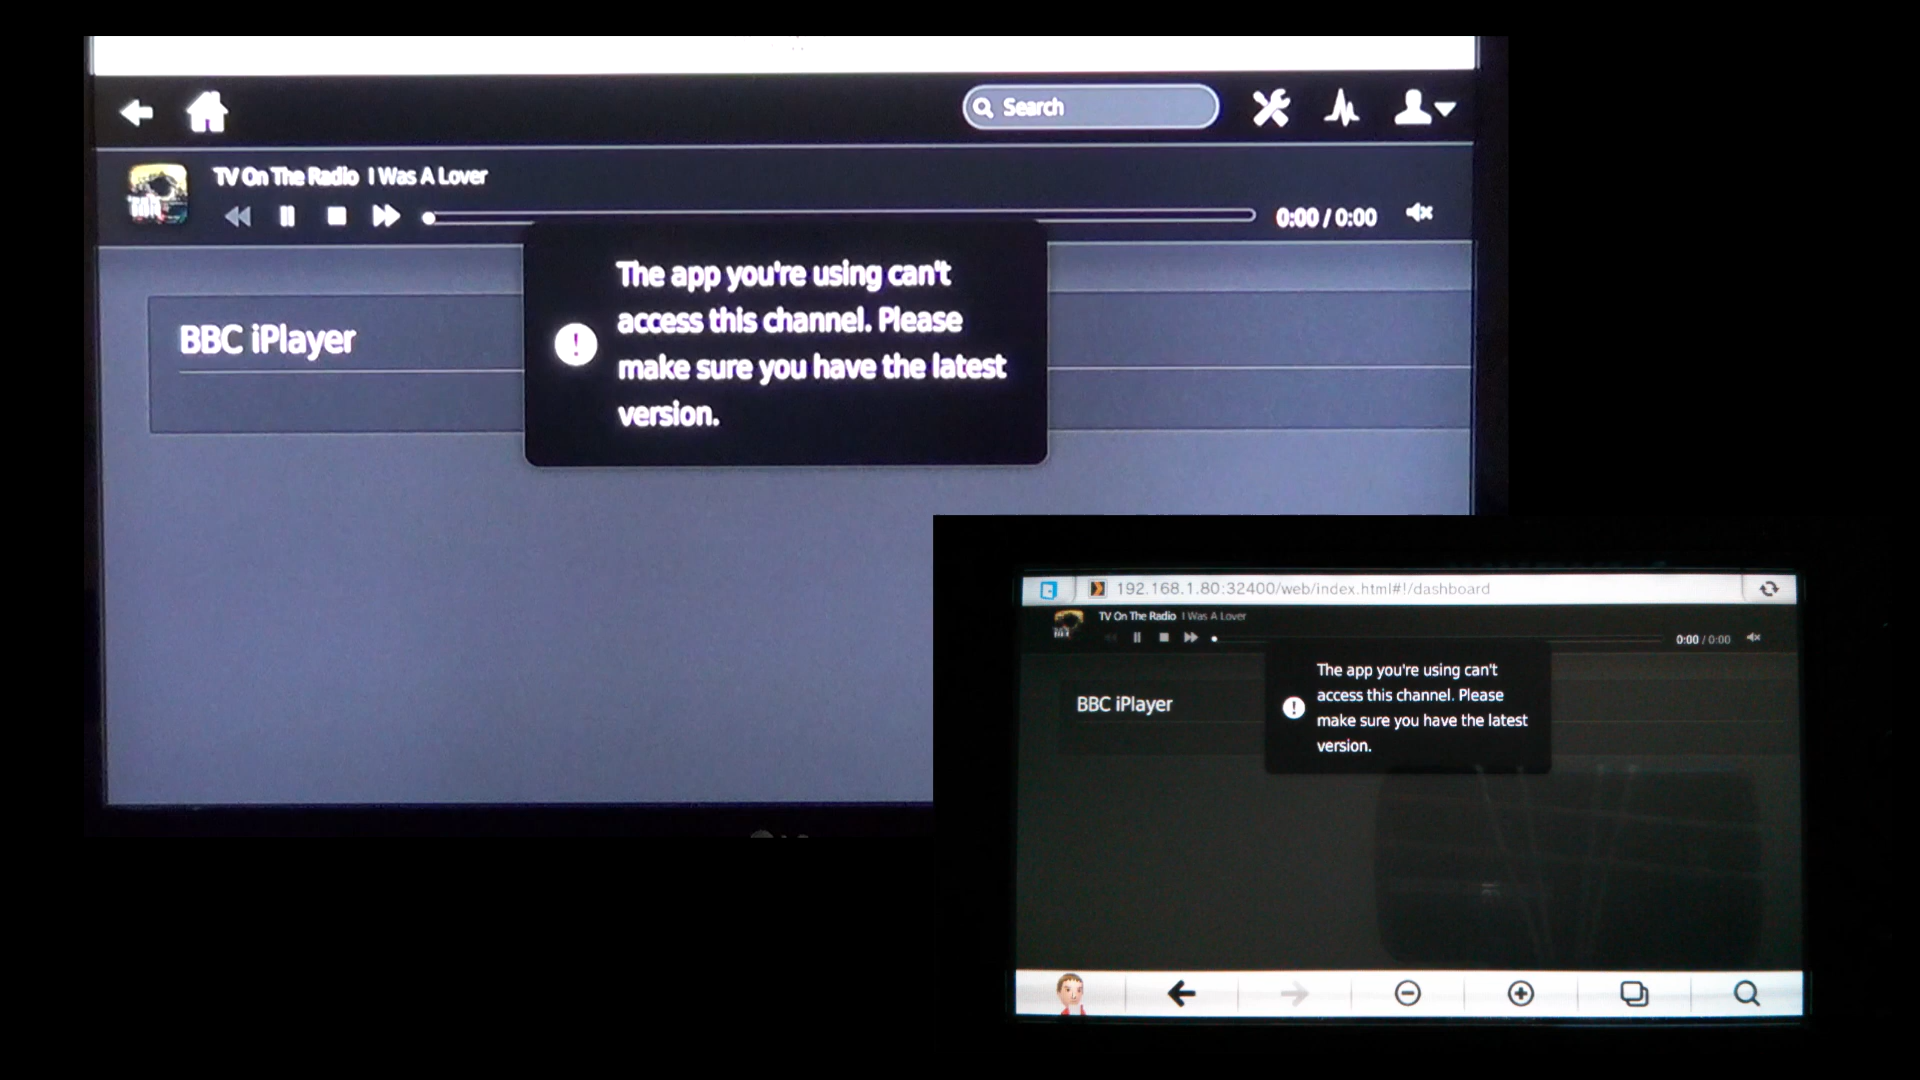 Search
TV On The Radio I Was A Lover
0:00 / 0:00
The app you're using can't
access this channel. Please
make sure you have the latest
version.
BBC iPlayer
192.168.1.80:32400/web/index.html#!/dashboard
TV On The Radio I Was A Lover
0:00 / 0:00
The app you're using can't
access this channel. Please
make sure you have the latest
version.
BBC iPlayer